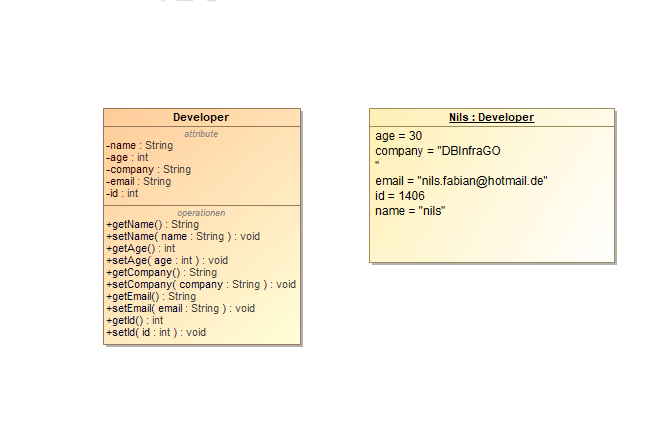 Developer
attribute
-name : String
-age : int
-company : String
-email : String
-id : int
operationen
+getName() : String
+setName( name : String ) : void
+getAge() : int
+setAge( age : int ) : void
+getCompany() : String
+setCompany( company : String ) : void
+getEmail() : String
+setEmail( email : String ) : void
+getId() : int
+setId( id : int ) : void
Nils : Developer
age = 30
company = "DBInfraGO
"
email = "nils.fabian@hotmail.de"
id = 1406
name = "nils"